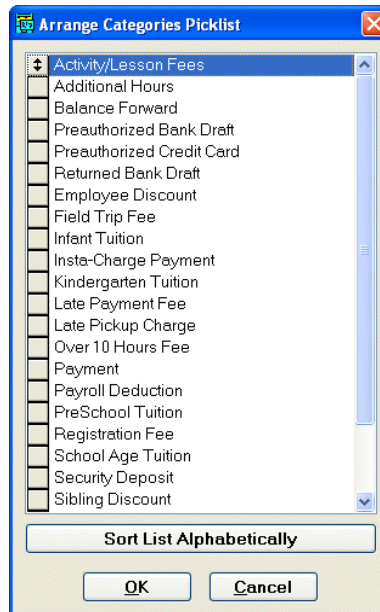 Arrange Categories Picklist
Activity/Lesson Fees
Additional Hours
Balance Forward
Preauthorized Bank Draft
Preauthorized Credit Card
Returned Bank Draft
Employee Discount
Field Trip Fee
Infant Tuition
Insta-Charge Payment
Kindergarten Tuition
Late Payment Fee
Late Pickup Charge
Over 10 Hours Fee
Payment
Payroll Deduction
PreSchool Tuition
Registration Fee
School Age Tuition
Security Deposit
Sibling Discount
Sort List Alphabetically
OK Cancel